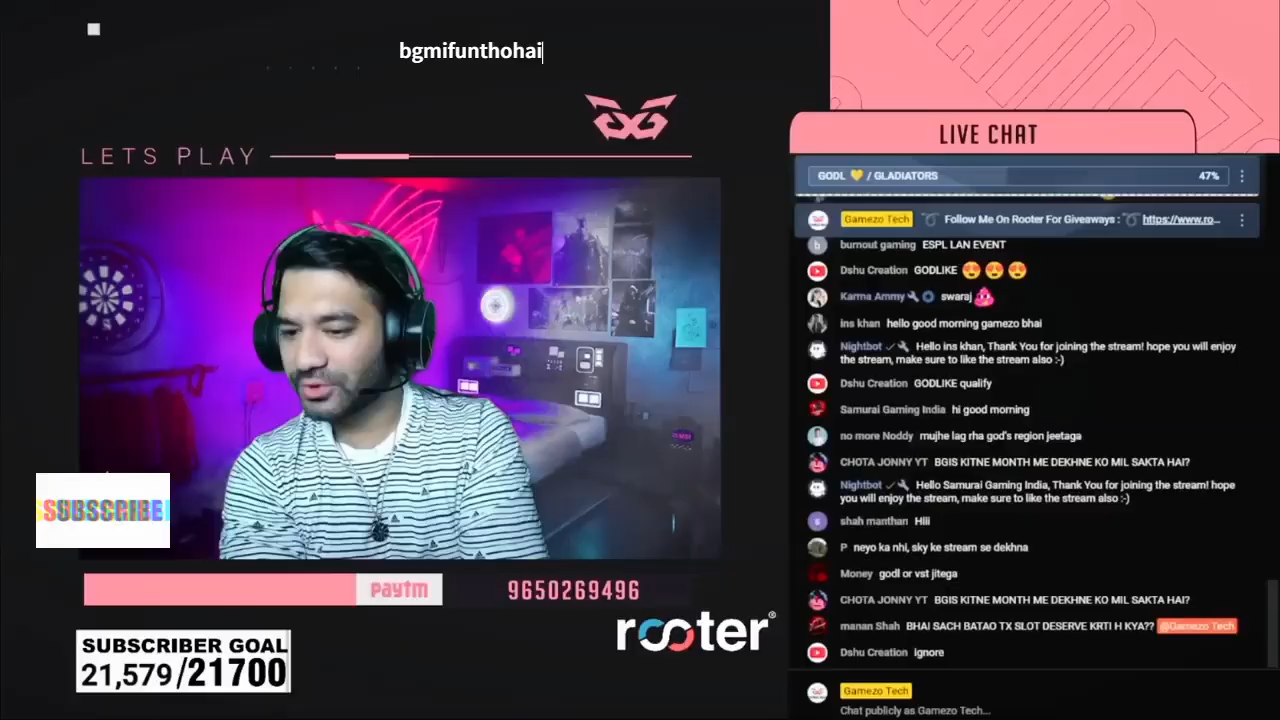 bgmifunthohai
LETS PLAY
LIVE CHAT
GODL 💛 / GLADIATORS 47%
Gamezo Tech ➰ Follow Me On Rooter For Giveaways : ➰ https://www.ro...
burnout gaming ESPL LAN EVENT
Dshu Creation GODLIKE 😍😍😍
Karma Ammy swaraj
ins khan hello good morning gamezo bhai
Nightbot Hello ins khan, Thank You for joining the stream! hope you will enjoy
the stream, make sure to like the stream also :-)
Dshu Creation GODLIKE qualify
Samurai Gaming India hi good morning
no more Noddy mujhe lag rha god's region jeetaga
CHOTA JONNY YT BGIS KITNE MONTH ME DEKHNE KO MIL SAKTA HAI?
Nightbot Hello Samurai Gaming India, Thank You for joining the stream! hope
you will enjoy the stream, make sure to like the stream also :-)
shah manthan Hiii
P neyo ka nhi, sky ke stream se dekhna
Money godl or vst jitega
CHOTA JONNY YT BGIS KITNE MONTH ME DEKHNE KO MIL SAKTA HAI?
manan Shah BHAI SACH BATAO TX SLOT DESERVE KRTI H KYA?? @Gamezo Tech
Dshu Creation ignore
Gamezo Tech
Chat publicly as Gamezo Tech...
SUBSCRIBE
paytm 9650269496
rooter®
SUBSCRIBER GOAL
21,579/21700